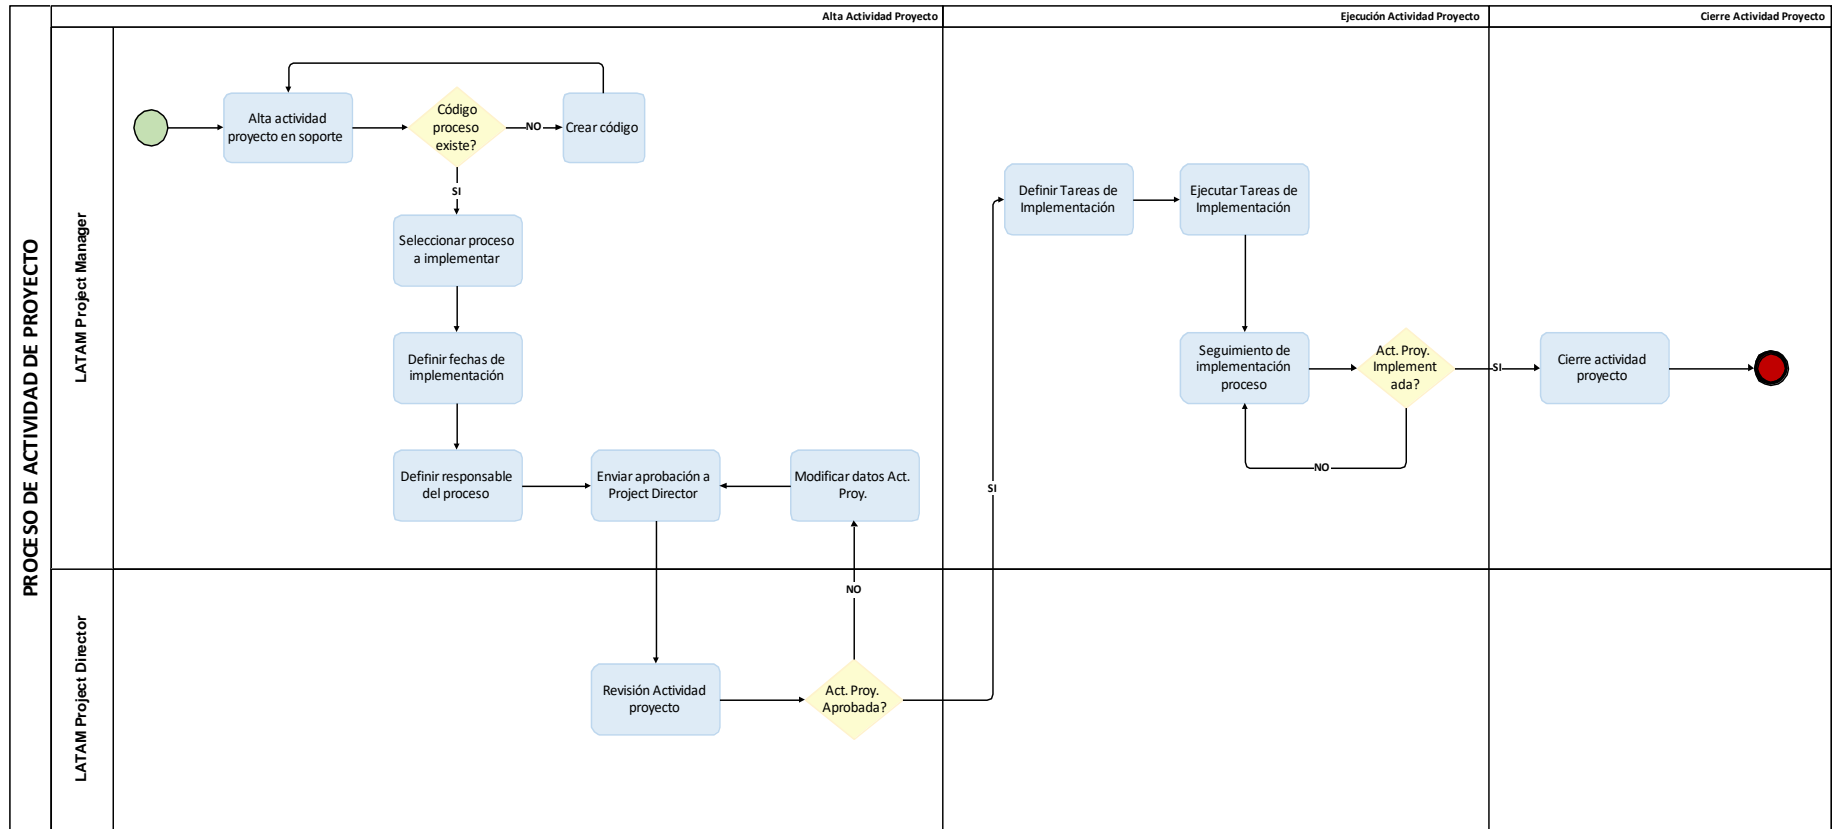 PROCESO DE ACTIVIDAD DE PROYECTO
Alta Actividad Proyecto
Ejecución Actividad Proyecto
Cierre Actividad Proyecto
LATAM Project Manager
Alta actividad
proyecto en soporte
Código
proceso
existe?
NO
Crear código
SI
Seleccionar proceso
a implementar
Definir fechas de
implementación
Definir responsable
del proceso
Enviar aprobación a
Project Director
Modificar datos Act.
Proy.
NO
SI
Definir Tareas de
Implementación
Ejecutar Tareas de
Implementación
Seguimiento de
implementación
proceso
Act. Proy.
Implement
ada?
NO
SI
Cierre actividad
proyecto
LATAM Project Director
Revisión Actividad
proyecto
Act. Proy.
Aprobada?